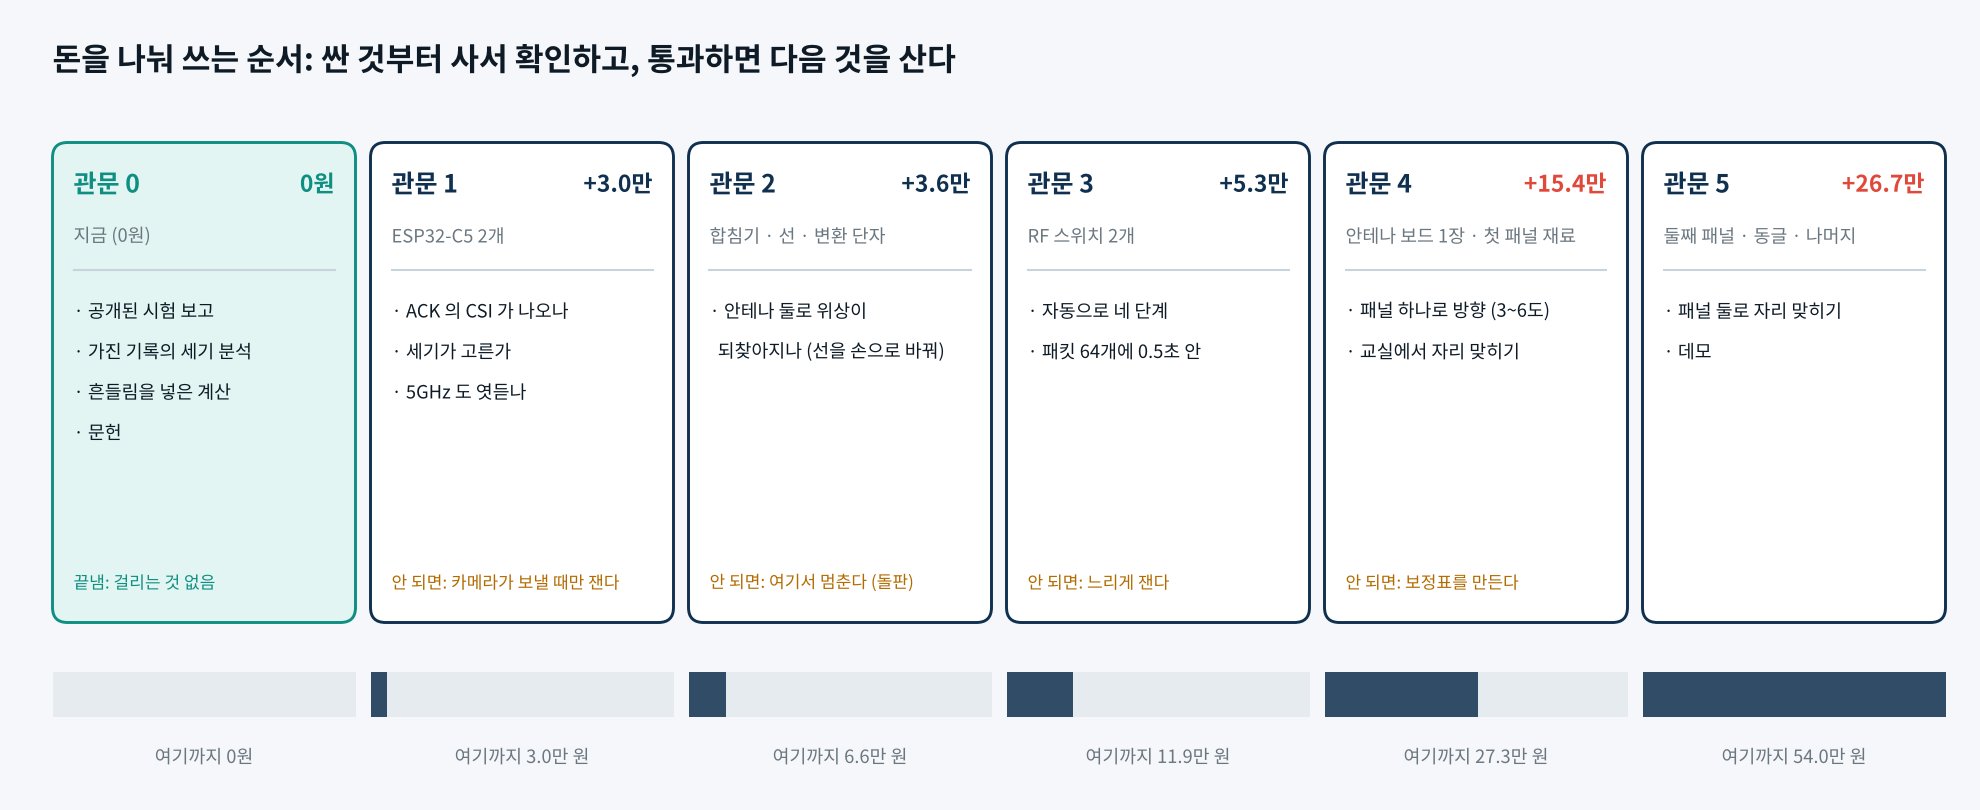 돈을 나눠 쓰는 순서: 싼 것부터 사서 확인하고, 통과하면 다음 것을 산다
관문 0 0원
지금 (0원)
· 공개된 시험 보고
· 가진 기록의 세기 분석
· 흔들림을 넣은 계산
· 문헌
끝냄: 걸리는 것 없음
관문 1 +3.0만
ESP32-C5 2개
· ACK 의 CSI 가 나오나
· 세기가 고른가
· 5GHz 도 엿듣나
안 되면: 카메라가 보낼 때만 잰다
관문 2 +3.6만
합침기 · 선 · 변환 단자
· 안테나 둘로 위상이
되찾아지나 (선을 손으로 바꿔)
안 되면: 여기서 멈춘다 (돌판)
관문 3 +5.3만
RF 스위치 2개
· 자동으로 네 단계
· 패킷 64개에 0.5초 안
안 되면: 느리게 잰다
관문 4 +15.4만
안테나 보드 1장 · 첫 패널 재료
· 패널 하나로 방향 (3~6도)
· 교실에서 자리 맞히기
안 되면: 보정표를 만든다
관문 5 +26.7만
둘째 패널 · 동글 · 나머지
· 패널 둘로 자리 맞히기
· 데모
여기까지 0원
여기까지 3.0만 원
여기까지 6.6만 원
여기까지 11.9만 원
여기까지 27.3만 원
여기까지 54.0만 원